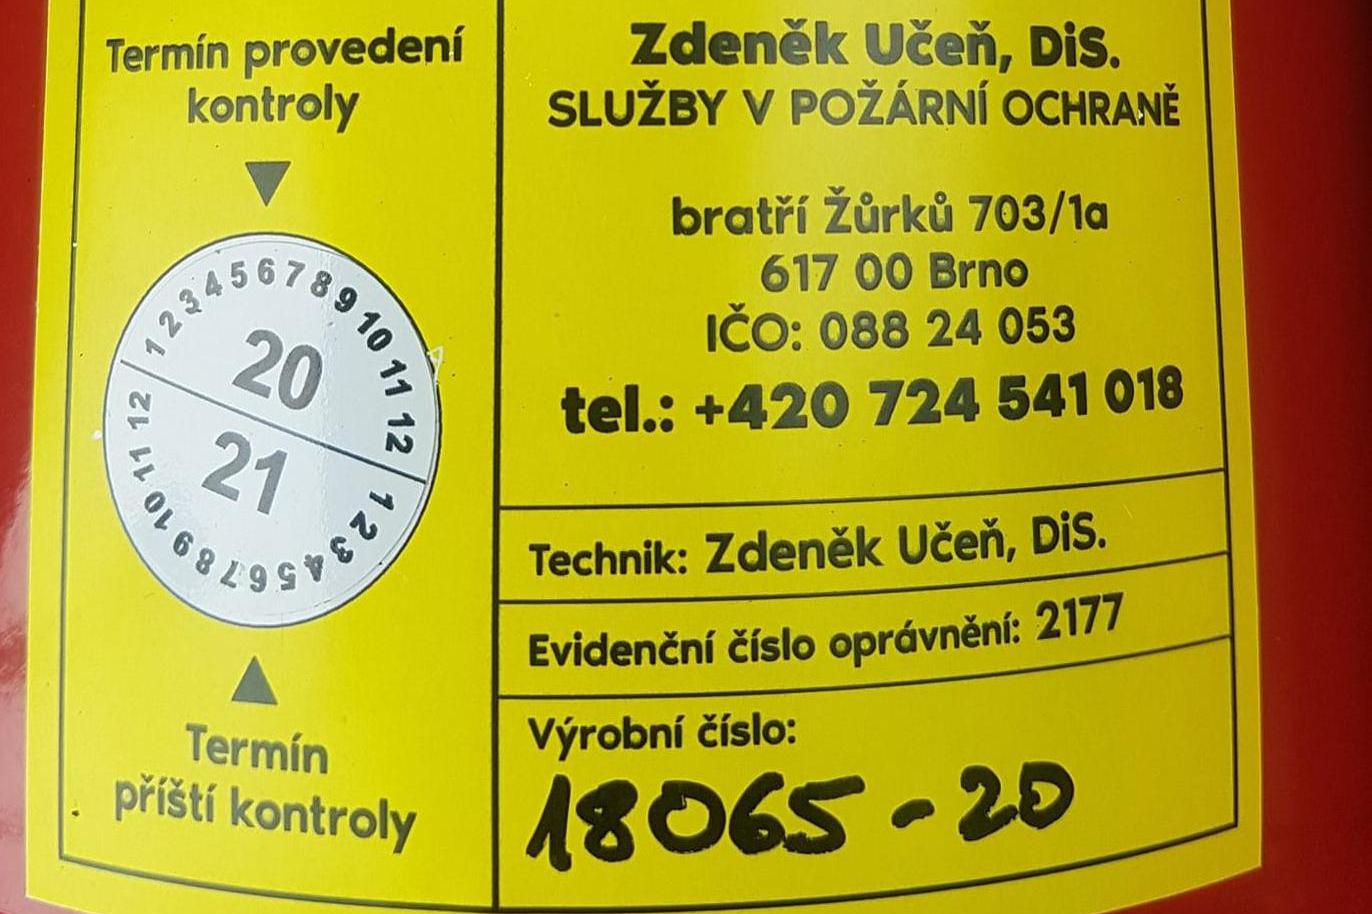 Termín provedení
kontroly
1 2 3 4 5 6 7 8 9 10 11 12
20
21
1 2 3 4 5 6 7 8 9 10 11 12
Termín
příští kontroly
Zdeněk Učeň, DiS.
SLUŽBY V POŽÁRNÍ OCHRANĚ
bratří Žůrků 703/1a
617 00 Brno
IČO: 088 24 053
tel.: +420 724 541 018
Technik: Zdeněk Učeň, DiS.
Evidenční číslo oprávnění: 2177
Výrobní číslo:
18065-20